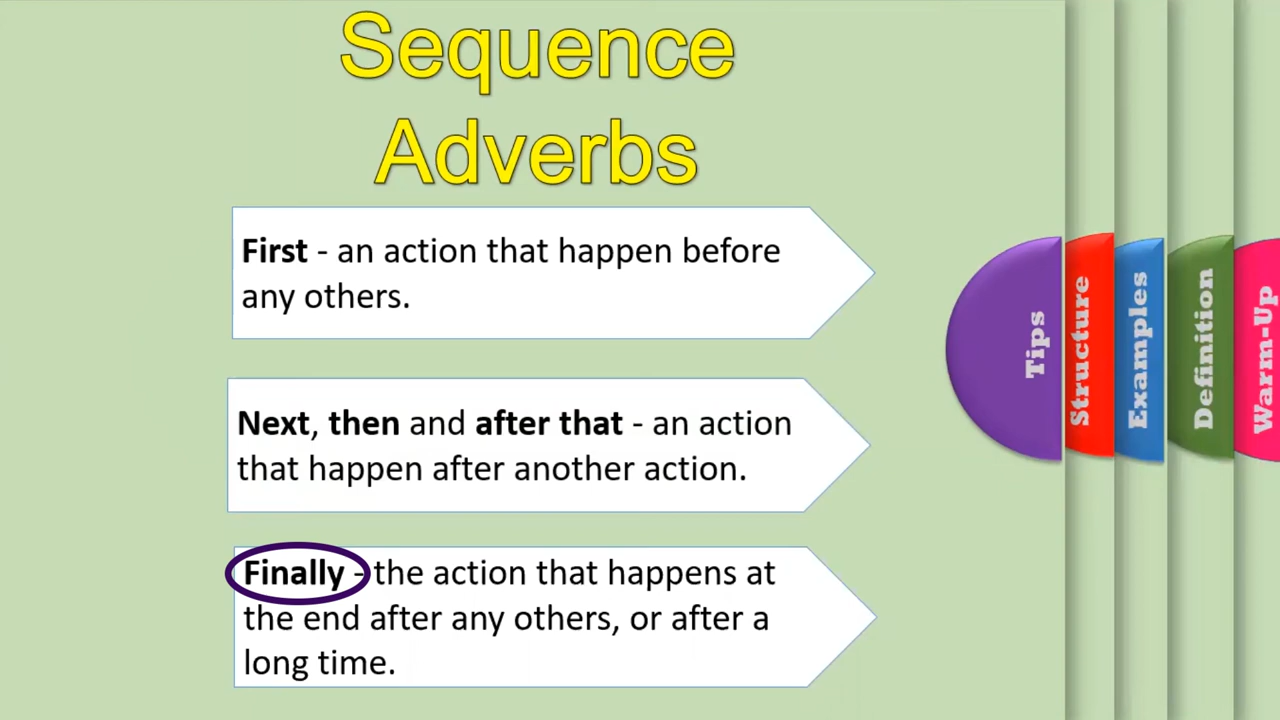 Sequence
Adverbs
First - an action that happen before
any others.
Next, then and after that - an action
that happen after another action.
Finally - the action that happens at
the end after any others, or after a
long time.
Tips
Structure
Examples
Definition
Warm-Up